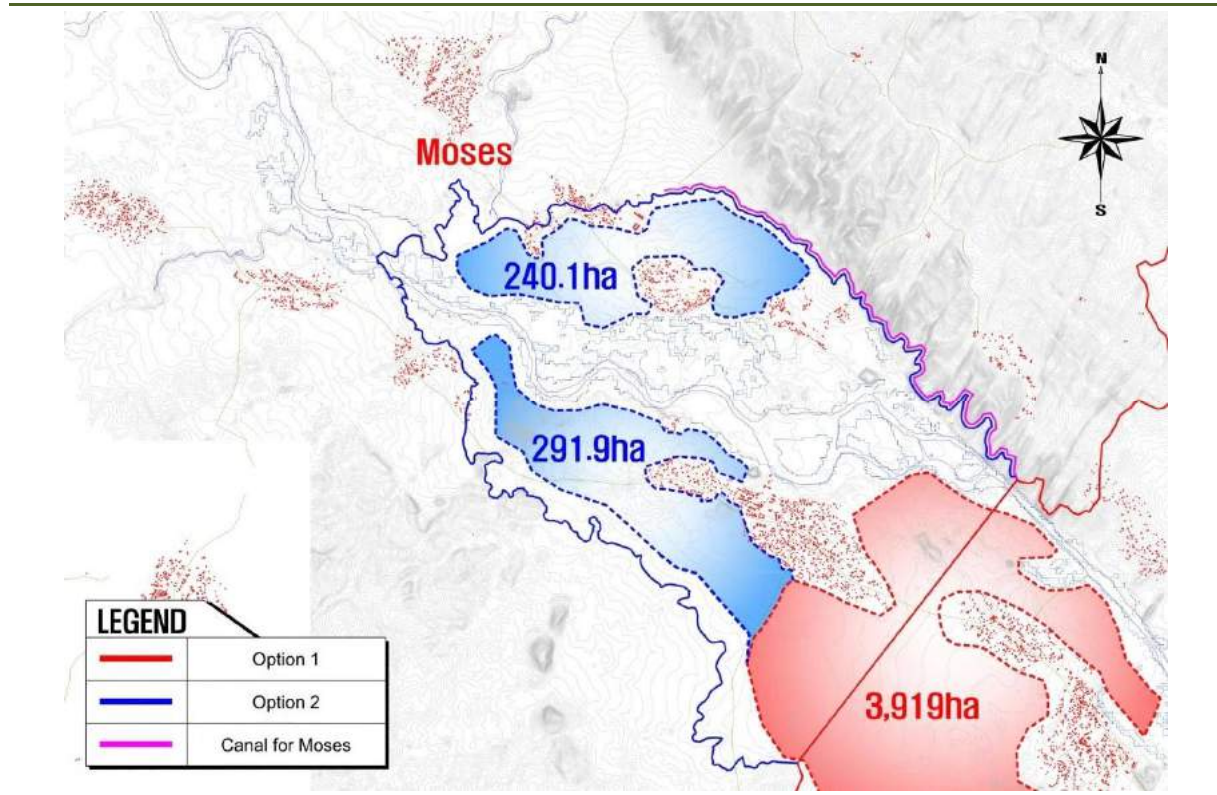 N
S
Moses
240.1ha
291.9ha
3,919ha
LEGEND
Option 1
Option 2
Canal for Moses